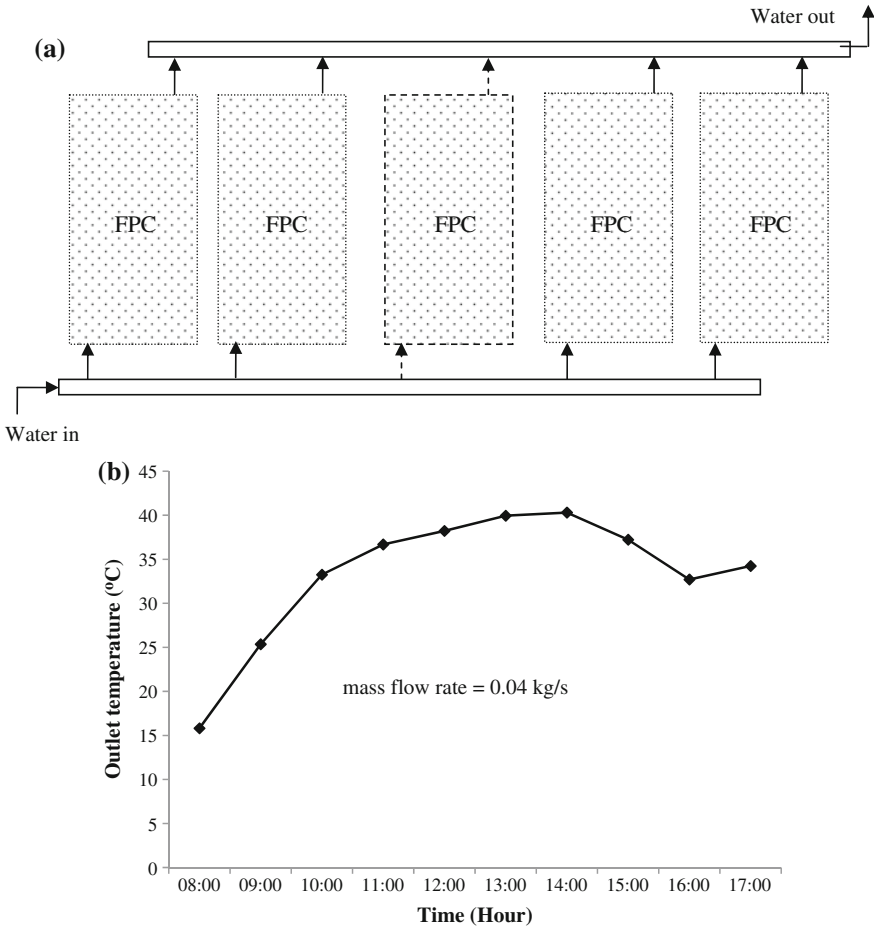 Water out
(a)
FPC FPC FPC FPC FPC
Water in
(b)
45
40
35
30
25
20
15
10
5
0
Outlet temperature (ºC)
mass flow rate = 0.04 kg/s
08:00 09:00 10:00 11:00 12:00 13:00 14:00 15:00 16:00 17:00
Time (Hour)